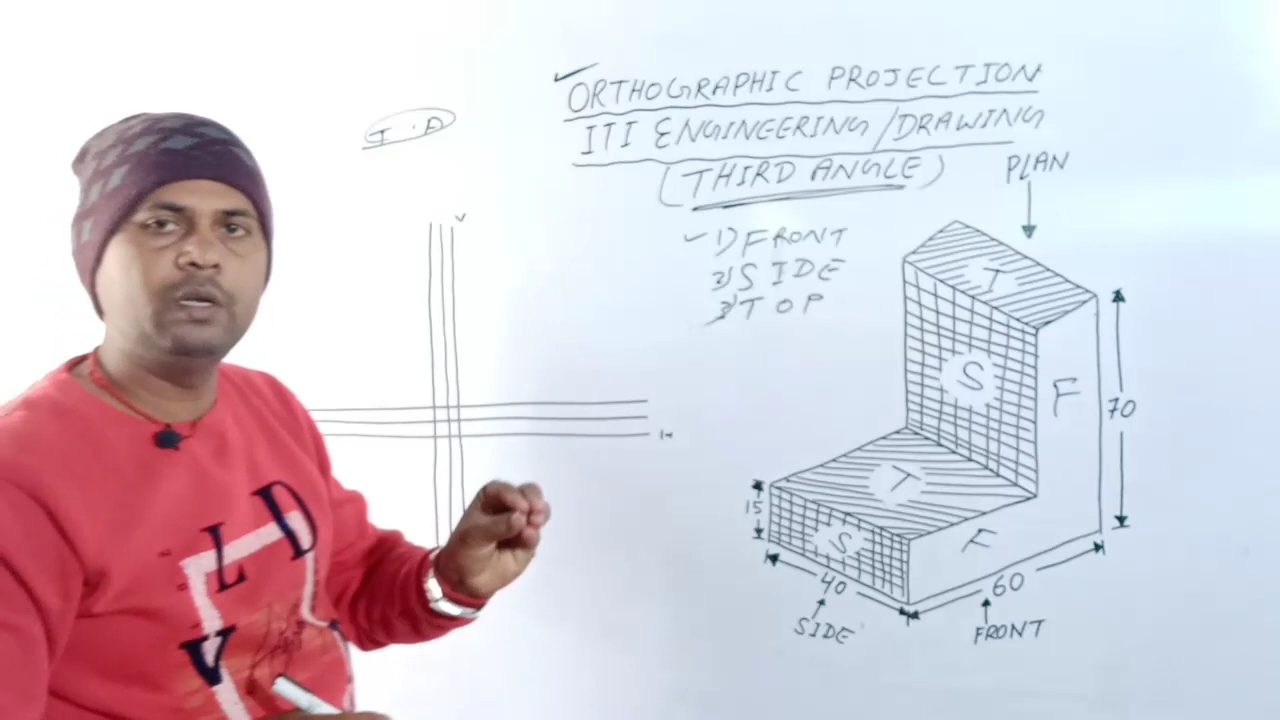 ORTHOGRAPHIC PROJECTION
ITI ENGINEERING/DRAWING
(THIRD ANGLE)
I.A
PLAN
V
1) FRONT
2) SIDE
3) TOP
T
S
F
70
H
T
15
S
F
40
60
SIDE
FRONT
L D
V